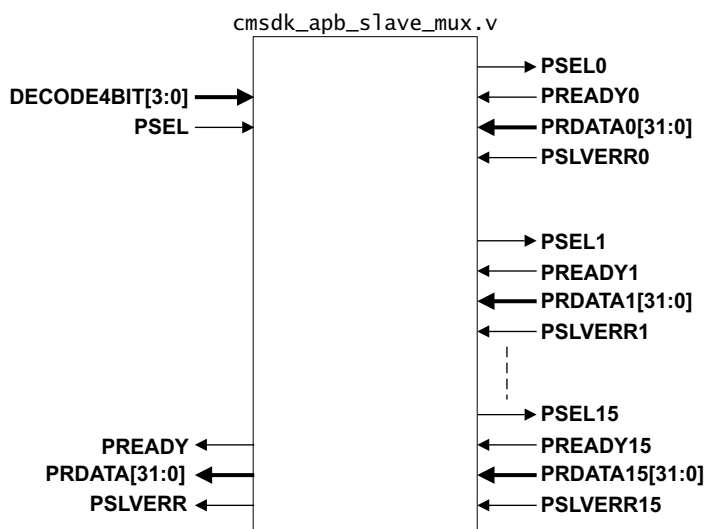 cmsdk_apb_slave_mux.v
DECODE4BIT[3:0]
PSEL
PREADY
PRDATA[31:0]
PSLVERR
PSEL0
PREADY0
PRDATA0[31:0]
PSLVERR0
PSEL1
PREADY1
PRDATA1[31:0]
PSLVERR1
PSEL15
PREADY15
PRDATA15[31:0]
PSLVERR15